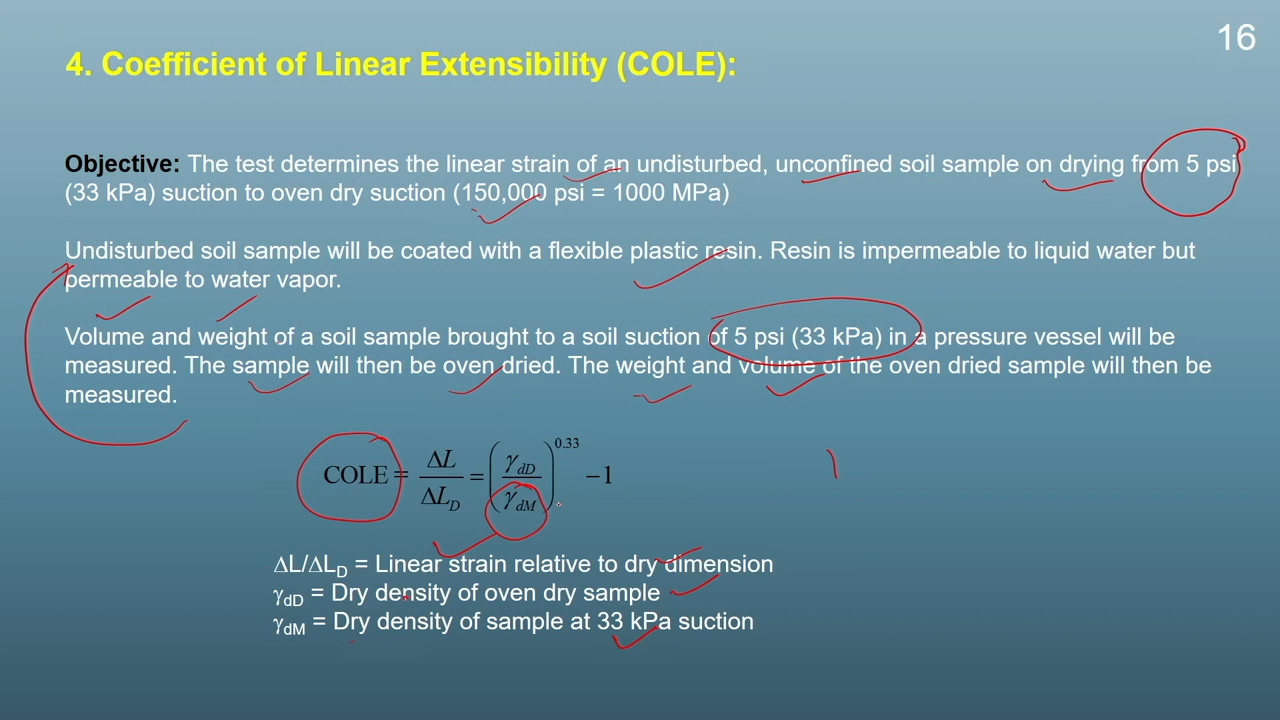 16
4. Coefficient of Linear Extensibility (COLE):
Objective: The test determines the linear strain of an undisturbed, unconfined soil sample on drying from 5 psi
(33 kPa) suction to oven dry suction (150,000 psi = 1000 MPa)
Undisturbed soil sample will be coated with a flexible plastic resin. Resin is impermeable to liquid water but
permeable to water vapor.
Volume and weight of a soil sample brought to a soil suction of 5 psi (33 kPa) in a pressure vessel will be
measured. The sample will then be oven dried. The weight and volume of the oven dried sample will then be
measured.
COLE = ΔL/ΔL_D = (γ_dD/γ_dM)^0.33 − 1
ΔL/ΔL_D = Linear strain relative to dry dimension
γ_dD = Dry density of oven dry sample
γ_dM = Dry density of sample at 33 kPa suction